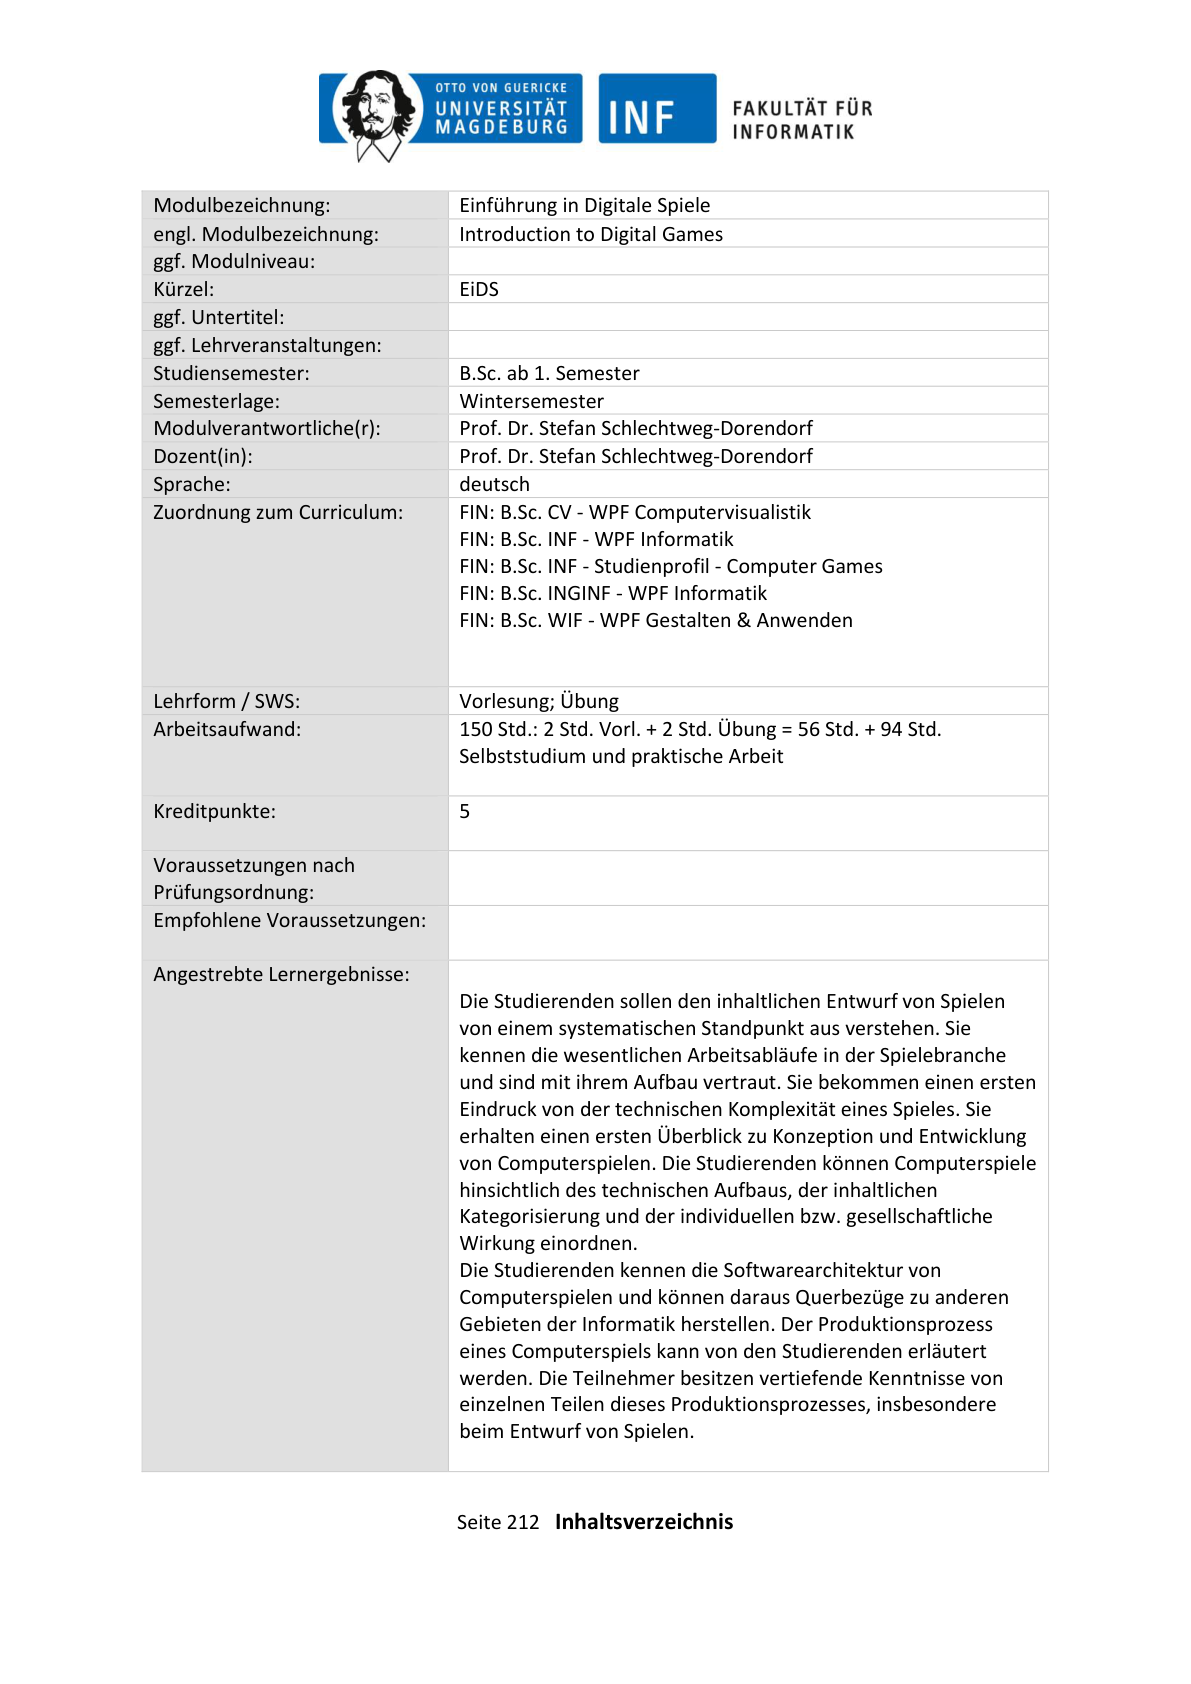 OTTO VON GUERICKE
UNIVERSITÄT
MAGDEBURG
INF
FAKULTÄT FÜR
INFORMATIK
Modulbezeichnung: Einführung in Digitale Spiele
engl. Modulbezeichnung: Introduction to Digital Games
ggf. Modulniveau:
Kürzel: EiDS
ggf. Untertitel:
ggf. Lehrveranstaltungen:
Studiensemester: B.Sc. ab 1. Semester
Semesterlage: Wintersemester
Modulverantwortliche(r): Prof. Dr. Stefan Schlechtweg-Dorendorf
Dozent(in): Prof. Dr. Stefan Schlechtweg-Dorendorf
Sprache: deutsch
Zuordnung zum Curriculum: FIN: B.Sc. CV - WPF Computervisualistik
FIN: B.Sc. INF - WPF Informatik
FIN: B.Sc. INF - Studienprofil - Computer Games
FIN: B.Sc. INGINF - WPF Informatik
FIN: B.Sc. WIF - WPF Gestalten & Anwenden
Lehrform / SWS: Vorlesung; Übung
Arbeitsaufwand: 150 Std.: 2 Std. Vorl. + 2 Std. Übung = 56 Std. + 94 Std.
Selbststudium und praktische Arbeit
Kreditpunkte: 5
Voraussetzungen nach
Prüfungsordnung:
Empfohlene Voraussetzungen:
Angestrebte Lernergebnisse:
Die Studierenden sollen den inhaltlichen Entwurf von Spielen
von einem systematischen Standpunkt aus verstehen. Sie
kennen die wesentlichen Arbeitsabläufe in der Spielebranche
und sind mit ihrem Aufbau vertraut. Sie bekommen einen ersten
Eindruck von der technischen Komplexität eines Spieles. Sie
erhalten einen ersten Überblick zu Konzeption und Entwicklung
von Computerspielen. Die Studierenden können Computerspiele
hinsichtlich des technischen Aufbaus, der inhaltlichen
Kategorisierung und der individuellen bzw. gesellschaftliche
Wirkung einordnen.
Die Studierenden kennen die Softwarearchitektur von
Computerspielen und können daraus Querbezüge zu anderen
Gebieten der Informatik herstellen. Der Produktionsprozess
eines Computerspiels kann von den Studierenden erläutert
werden. Die Teilnehmer besitzen vertiefende Kenntnisse von
einzelnen Teilen dieses Produktionsprozesses, insbesondere
beim Entwurf von Spielen.
Seite 212 Inhaltsverzeichnis